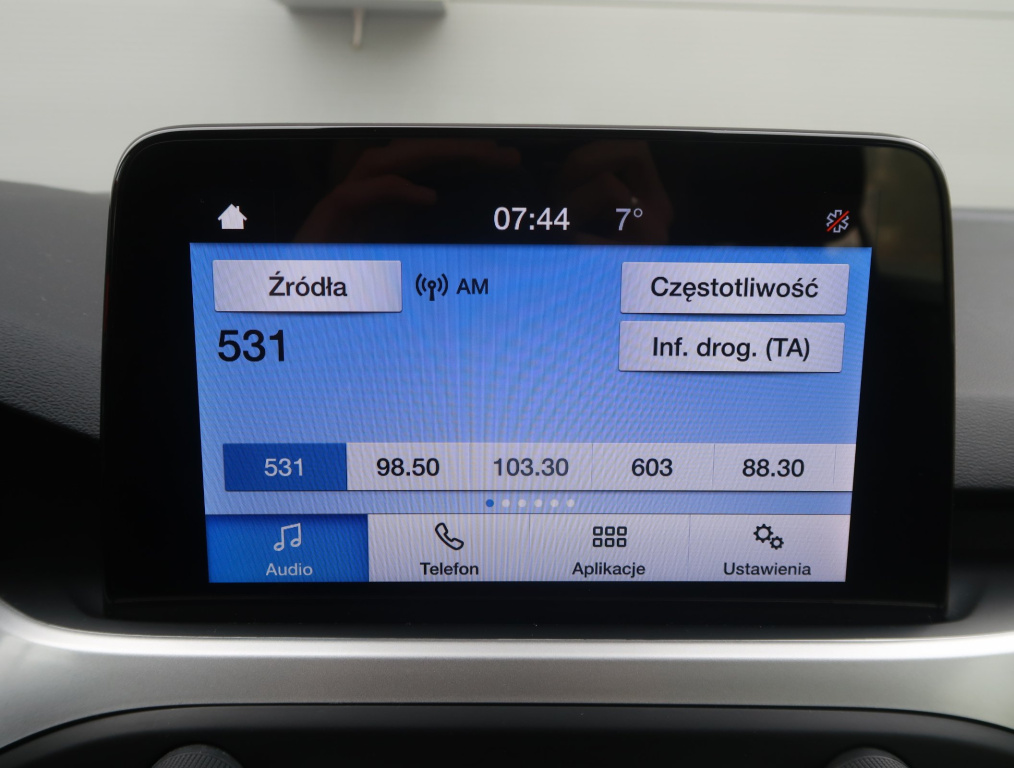 07:44 7°
Źródła AM Częstotliwość
531 Inf. drog. (TA)
531 98.50 103.30 603 88.30
Audio Telefon Aplikacje Ustawienia